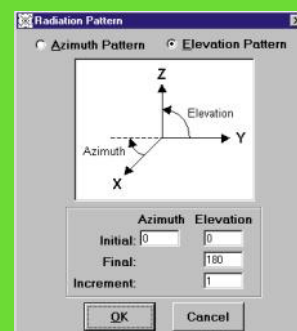 Radiation Pattern
Azimuth Pattern Elevation Pattern
Z
Elevation
Y
Azimuth
X
Azimuth Elevation
Initial: 0 0
Final: 180
Increment: 1
OK Cancel